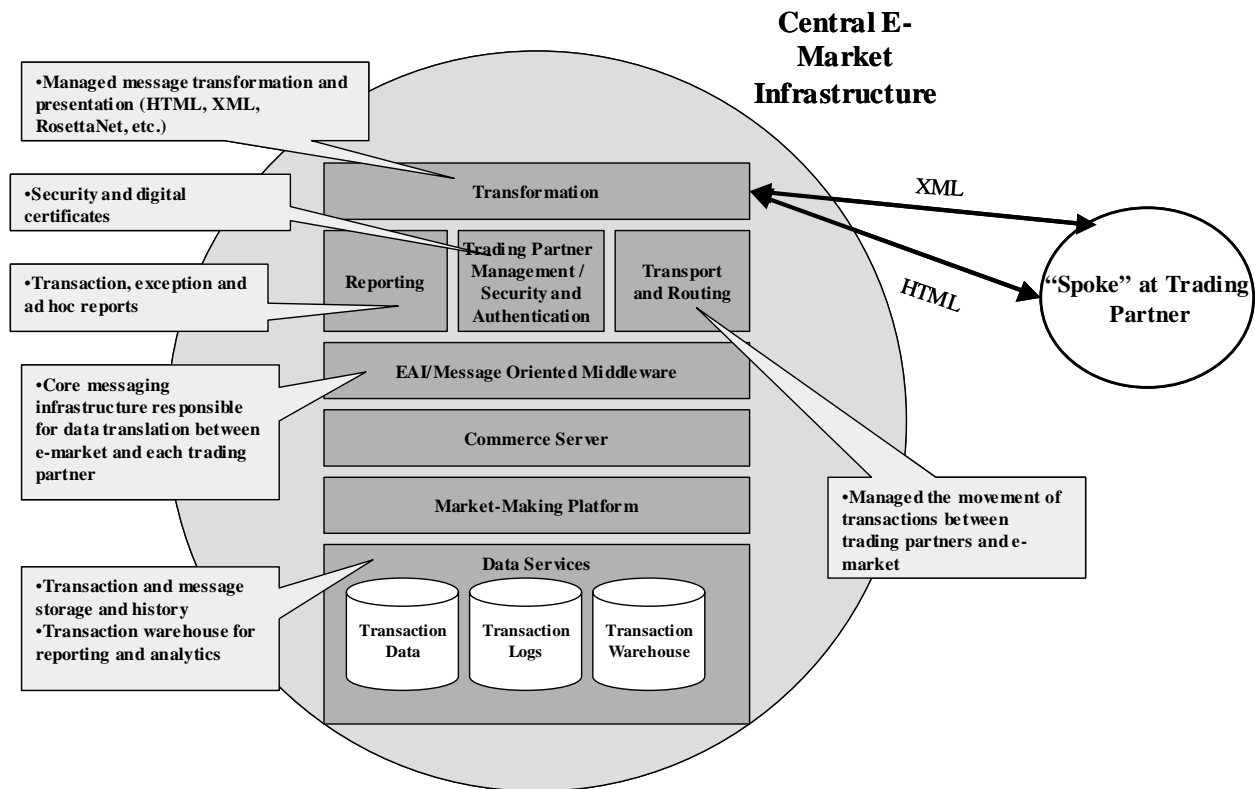 Central E-
Market
Infrastructure
•Managed message transformation and
presentation (HTML, XML,
RosettaNet, etc.)
Transformation
XML
HTML
•Security and digital
certificates
Reporting
Trading Partner
Management /
Security and
Authentication
Transport
and Routing
“Spoke” at Trading
Partner
•Transaction, exception and
ad hoc reports
EAI/Message Oriented Middleware
•Core messaging
infrastructure responsible
for data translation between
e-market and each trading
partner
Commerce Server
Market-Making Platform
•Managed the movement of
transactions between
trading partners and e-
market
Data Services
•Transaction and message
storage and history
•Transaction warehouse for
reporting and analytics
Transaction
Data
Transaction
Logs
Transaction
Warehouse